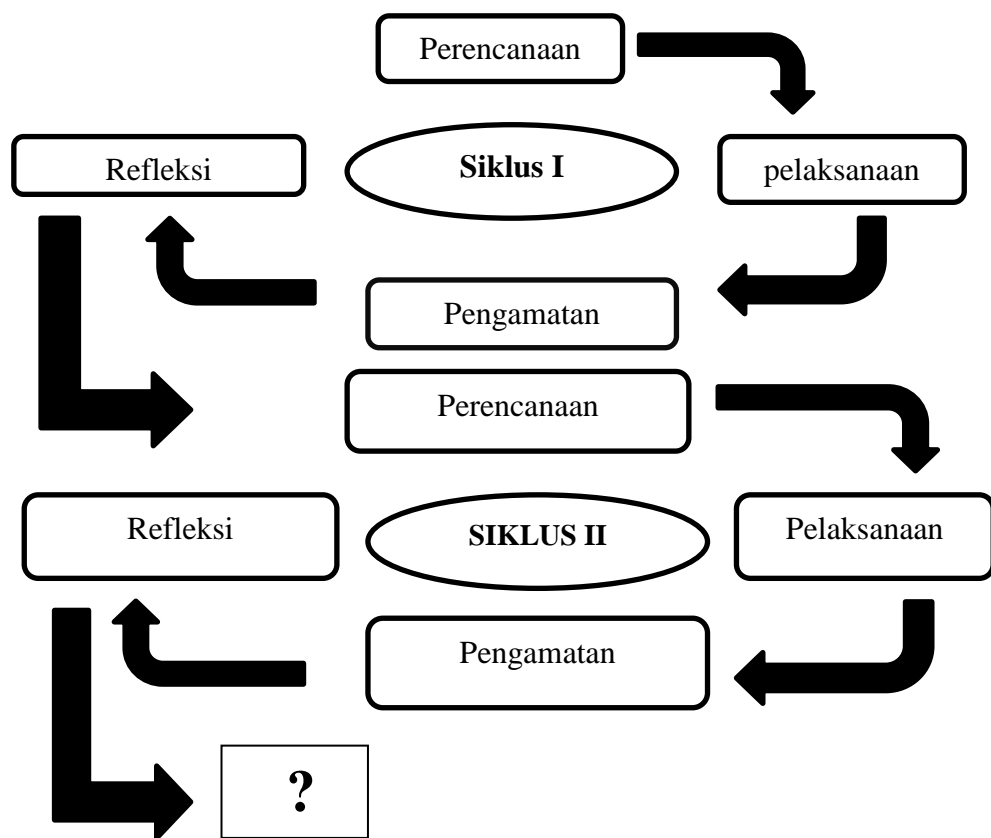 Perencanaan
Refleksi
Siklus I
pelaksanaan
Pengamatan
Perencanaan
Refleksi
SIKLUS II
Pelaksanaan
Pengamatan
?